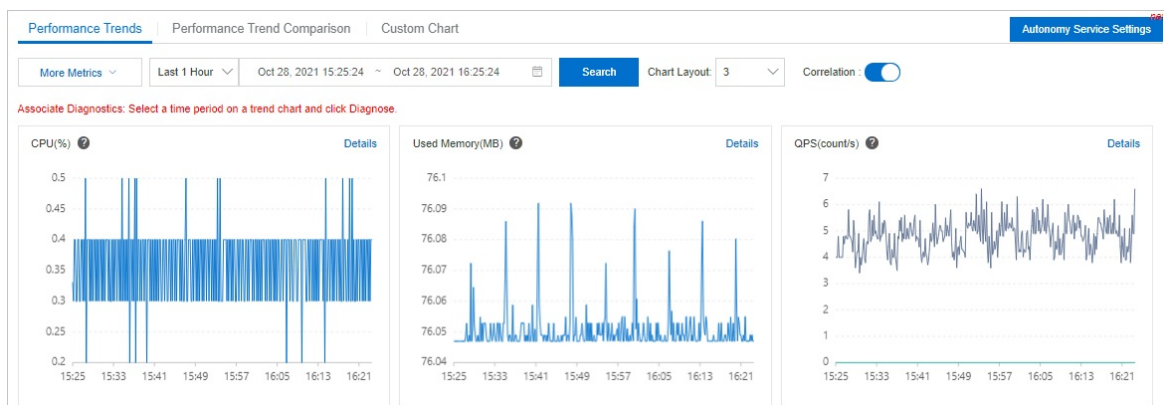 Performance Trends Performance Trend Comparison Custom Chart Autonomy Service Settings
More Metrics Last 1 Hour Oct 28, 2021 15:25:24 ~ Oct 28, 2021 16:25:24 Search Chart Layout: 3 Correlation :
Associate Diagnostics: Select a time period on a trend chart and click Diagnose.
CPU(%) ? Details
0.5
0.45
0.4
0.35
0.3
0.25
0.2
15:25 15:33 15:41 15:49 15:57 16:05 16:13 16:21
Used Memory(MB) ? Details
76.1
76.09
76.08
76.07
76.06
76.05
76.04
15:25 15:33 15:41 15:49 15:57 16:05 16:13 16:21
QPS(count/s) ? Details
7
6
5
4
3
2
1
0
15:25 15:33 15:41 15:49 15:57 16:05 16:13 16:21